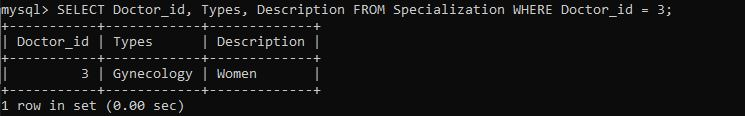 mysql> SELECT Doctor_id, Types, Description FROM Specialization WHERE Doctor_id = 3;
+-----------+------------+-------------+
| Doctor_id | Types      | Description |
+-----------+------------+-------------+
|         3 | Gynecology | Women       |
+-----------+------------+-------------+
1 row in set (0.00 sec)